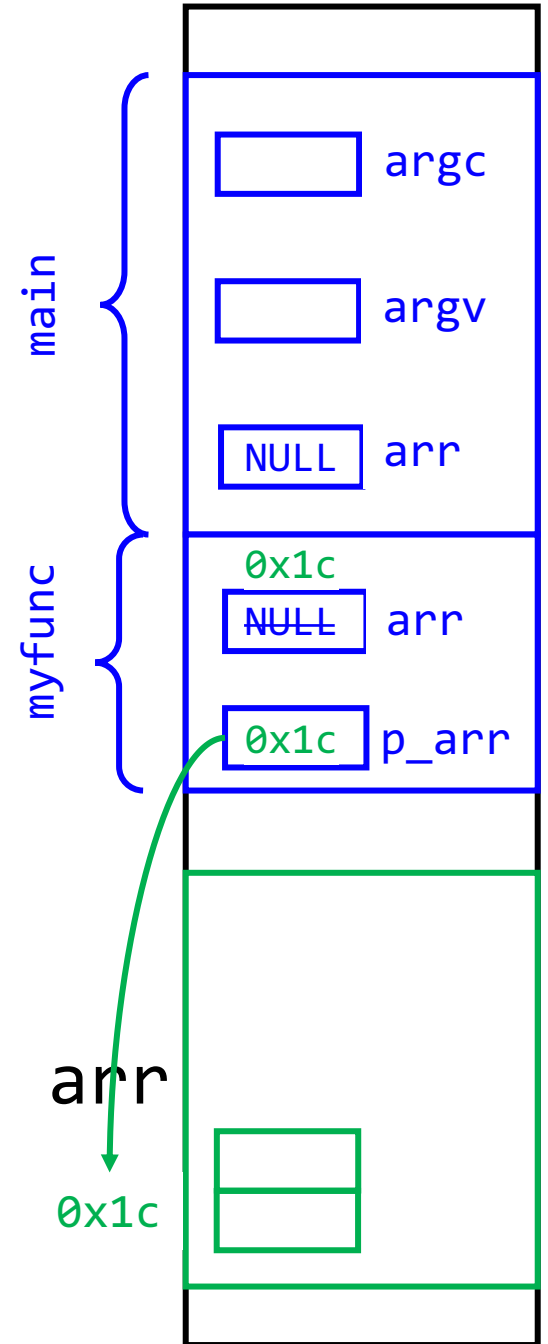 argc
main
argv
NULL arr
0x1c
myfunc
NULL arr
0x1c p_arr
arr
0x1c